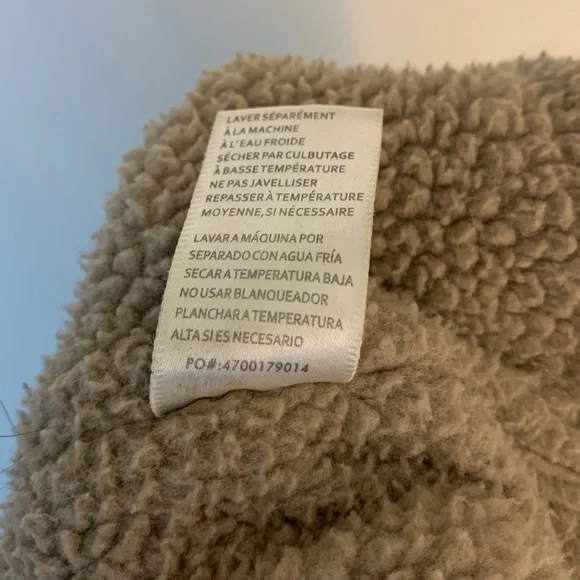 LAVER SÉPARÉMENT
À LA MACHINE
À L'EAU FROIDE
SÉCHER PAR CULBUTAGE
À BASSE TEMPÉRATURE
NE PAS JAVELLISER
REPASSER À TEMPÉRATURE
MOYENNE, SI NÉCESSAIRE
LAVAR A MÁQUINA POR
SEPARADO CON AGUA FRÍA
SECAR A TEMPERATURA BAJA
NO USAR BLANQUEADOR
PLANCHAR A TEMPERATURA
ALTA SI ES NECESARIO
PO#:4700179014